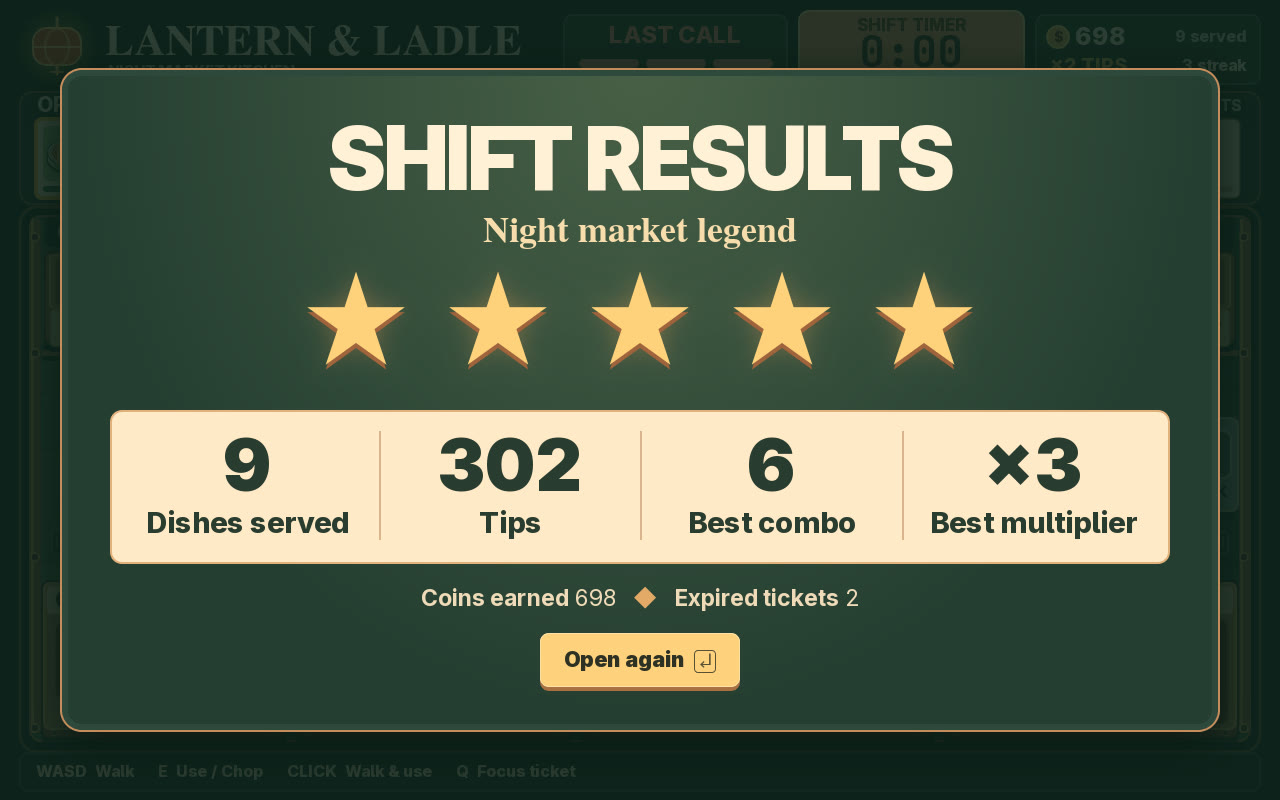 LANTERN & LADLE
LAST CALL
SHIFT TIMER
0:00
$ 698
9 served
×2 TIPS
3 streak
SHIFT RESULTS
Night market legend
9
Dishes served
302
Tips
6
Best combo
×3
Best multiplier
Coins earned 698 Expired tickets 2
Open again
WASD Walk E Use / Chop CLICK Walk & use Q Focus ticket